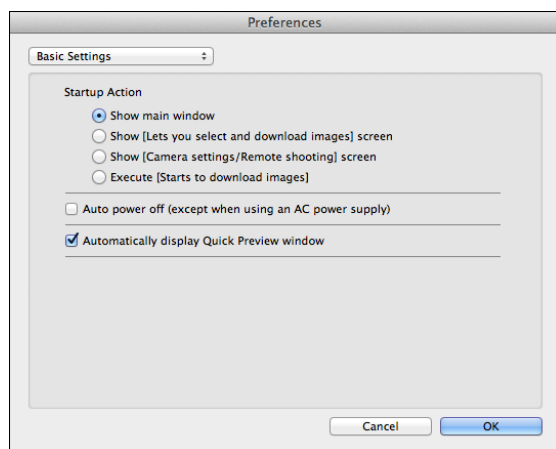 Preferences
Basic Settings
Startup Action
Show main window
Show [Lets you select and download images] screen
Show [Camera settings/Remote shooting] screen
Execute [Starts to download images]
Auto power off (except when using an AC power supply)
Automatically display Quick Preview window
Cancel OK